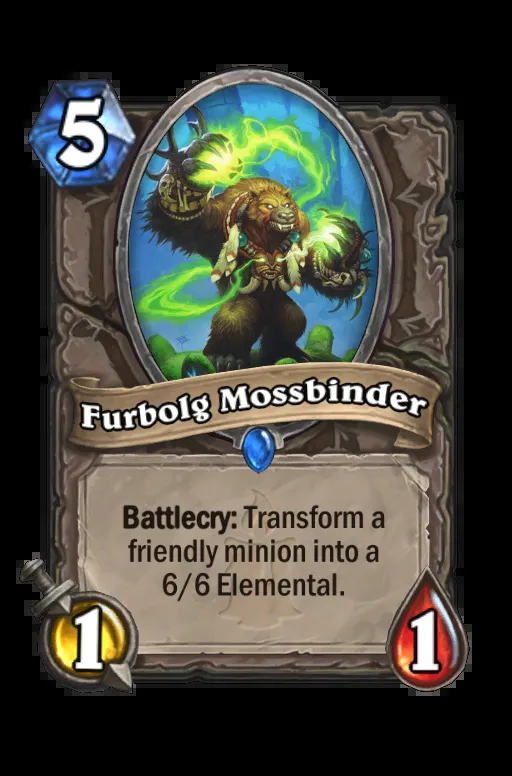 5
Furbolg Mossbinder
Battlecry: Transform a
friendly minion into a
6/6 Elemental.
1
1